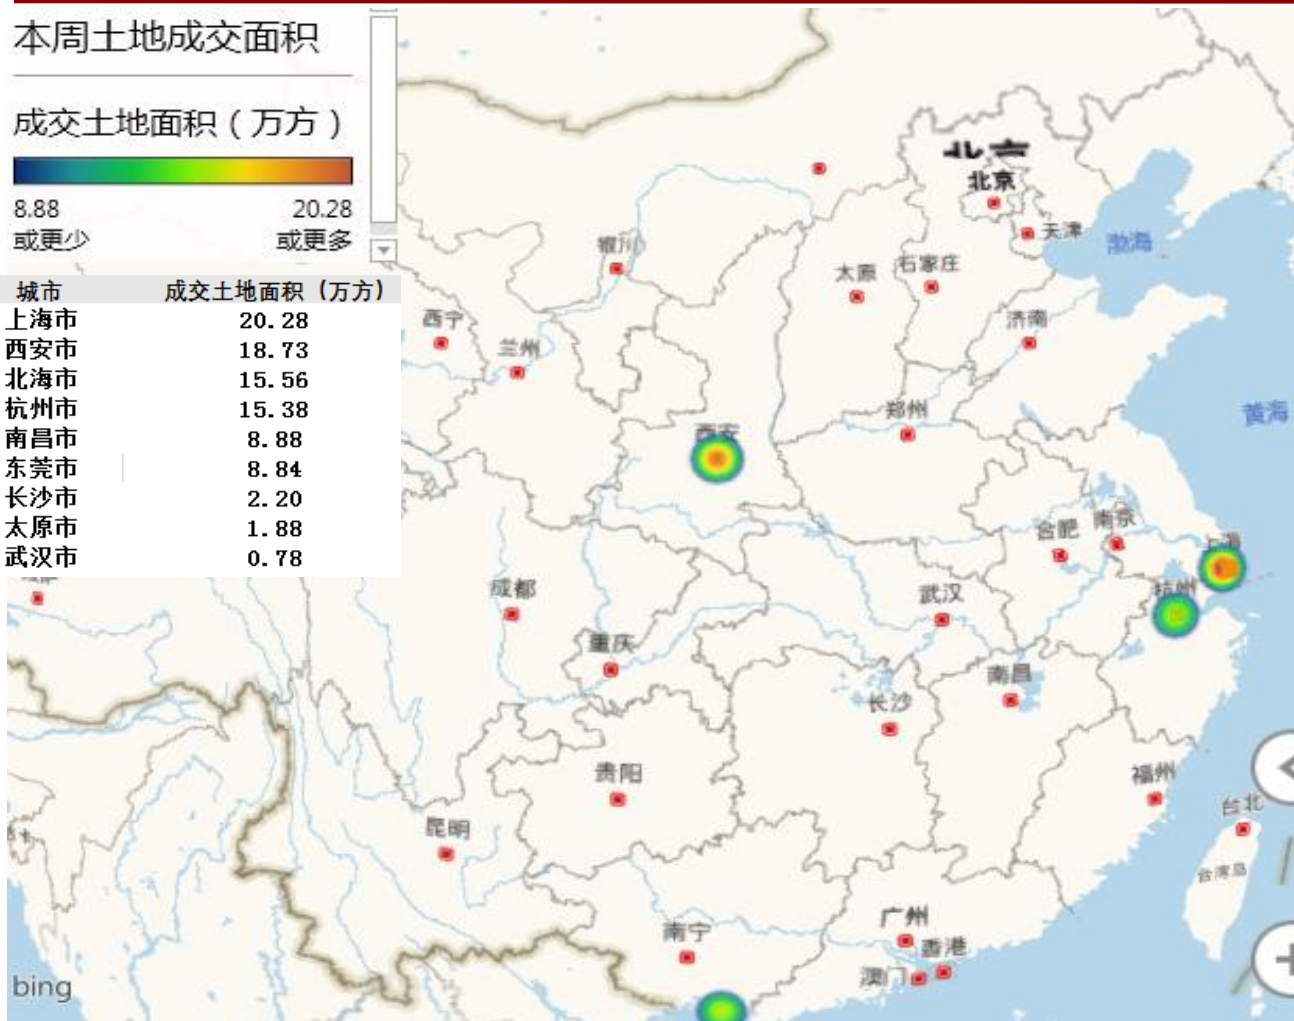 本周土地成交面积
成交土地面积（万方）
8.88 20.28
或更少 或更多
城市 成交土地面积（万方）
上海市 20.28
西安市 18.73
北海市 15.56
杭州市 15.38
南昌市 8.88
东莞市 8.84
长沙市 2.20
太原市 1.88
武汉市 0.78
北京
北京
天津
渤海
银川
太原
石家庄
西宁
兰州
济南
郑州
黄海
西安
合肥
南京
上海
杭州
成都
武汉
重庆
南昌
长沙
贵阳
福州
台北
昆明
台湾岛
广州
南宁
香港
澳门
bing